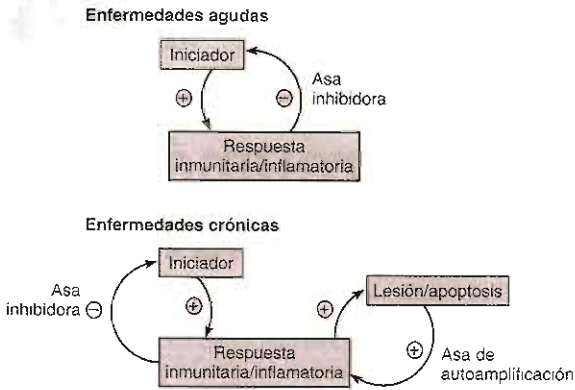 Enfermedades agudas
Iniciador
+
−
Asa
inhibidora
Respuesta
inmunitaria/inflamatoria
Enfermedades crónicas
Iniciador
Asa
inhibidora −
+
+
Lesión/apoptosis
Respuesta
inmunitaria/inflamatoria
+
Asa de
autoamplificación